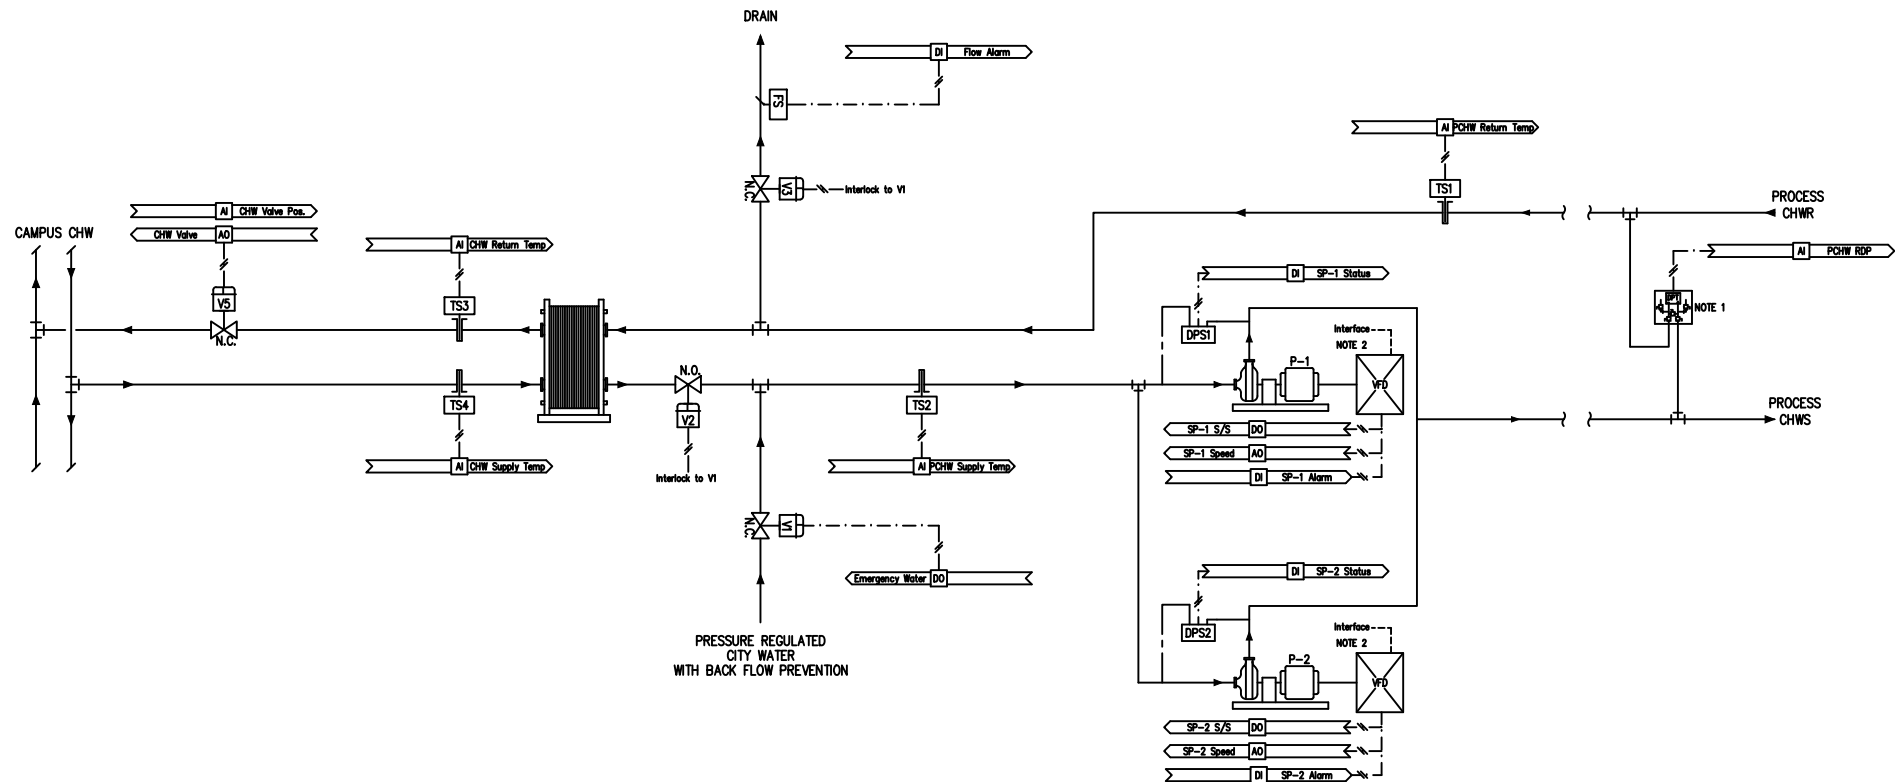 DRAIN
DI Flow Alarm
FS
AI PCHW Return Temp
TS1
N.C.
V3
Interlock to V1
PROCESS
CHWR
AI CHW Valve Pos.
CHW Valve AO
CAMPUS CHW
AI CHW Return Temp
AI PCHW RDP
DI SP-1 Status
V5
N.C.
TS3
DPT
NOTE 1
DPS1
Interface
NOTE 2
P-1
VFD
N.O.
V2
TS4
TS2
PROCESS
CHWS
SP-1 S/S DO
SP-1 Speed AO
DI SP-1 Alarm
AI CHW Supply Temp
Interlock to V1
AI PCHW Supply Temp
N.C.
V1
Emergency Water DO
DI SP-2 Status
DPS2
Interface
NOTE 2
P-2
VFD
PRESSURE REGULATED
CITY WATER
WITH BACK FLOW PREVENTION
SP-2 S/S DO
SP-2 Speed AO
DI SP-2 Alarm